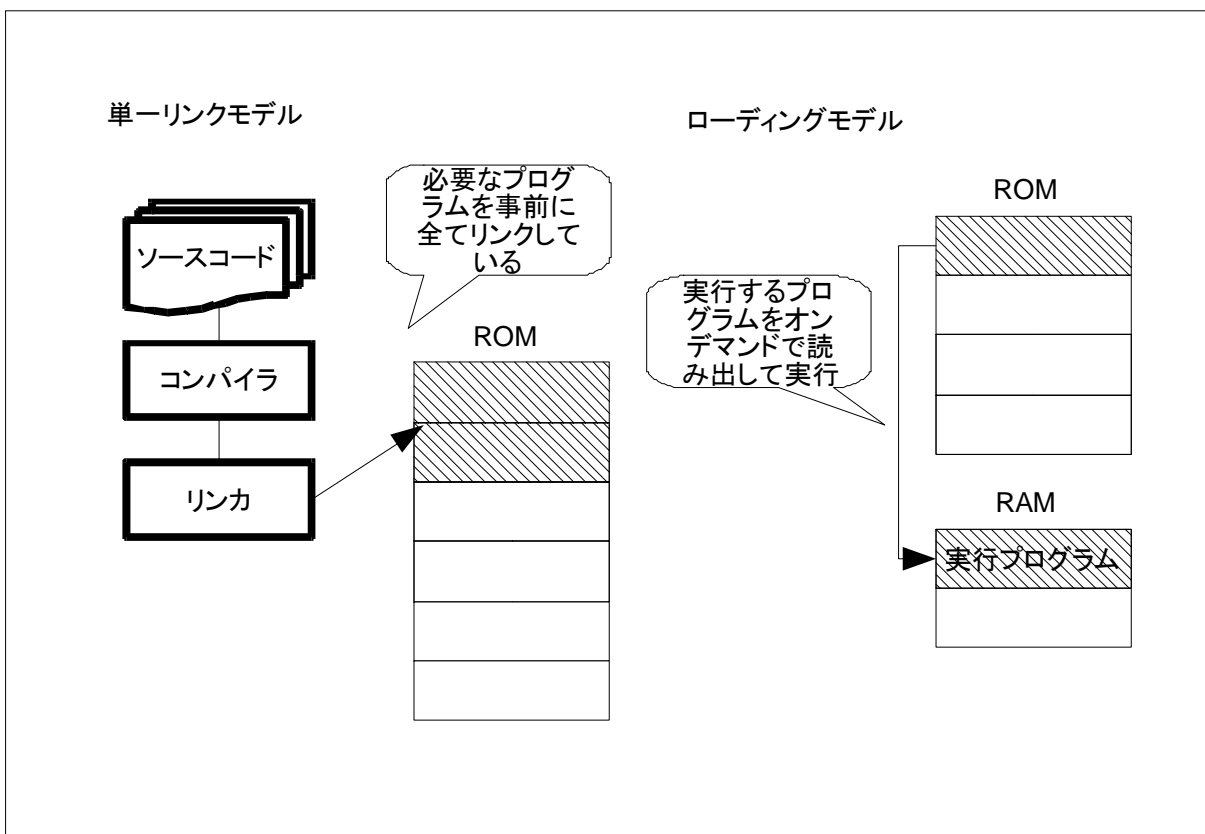 単一リンクモデル
ソースコード
コンパイラ
リンカ
必要なプログ
ラムを事前に
全てリンクして
いる
ROM
ローディングモデル
実行するプロ
グラムをオン
デマンドで読
み出して実行
ROM
RAM
実行プログラム